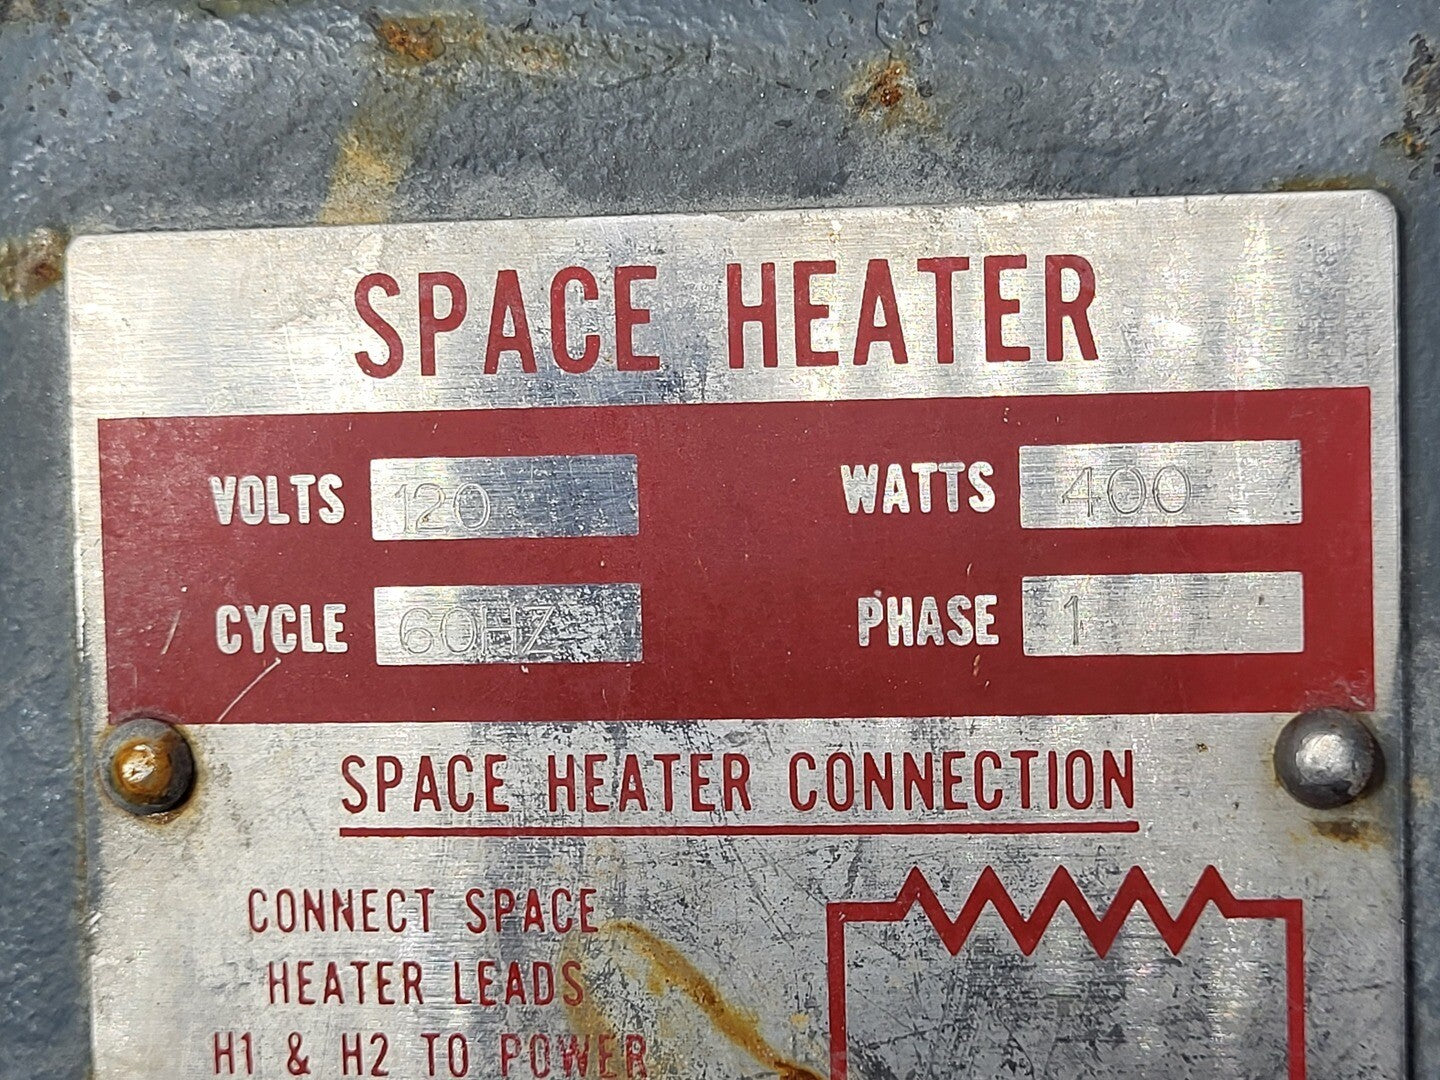 SPACE HEATER
VOLTS 120 WATTS 400
CYCLE 60HZ PHASE 1
SPACE HEATER CONNECTION
CONNECT SPACE
HEATER LEADS
H1 & H2 TO POWER